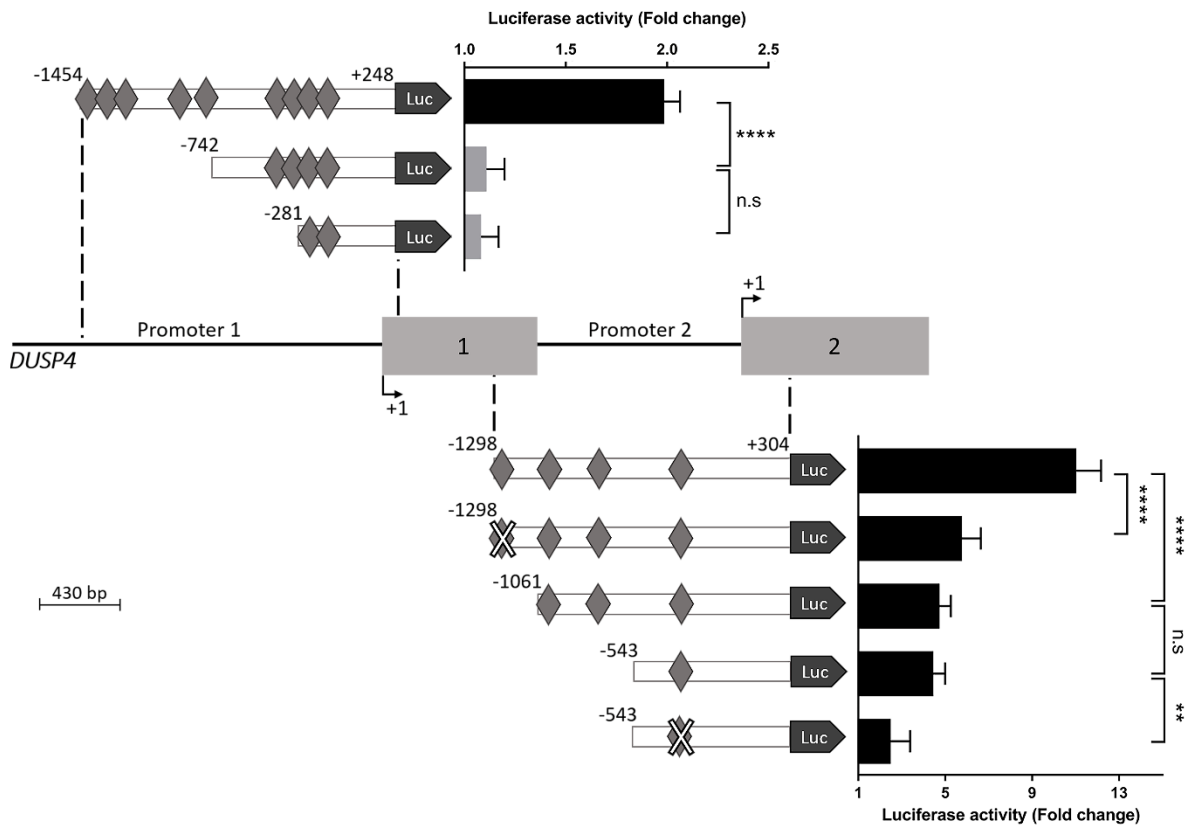 Luciferase activity (Fold change)
1.0 1.5 2.0 2.5
-1454 +248
Luc
****
-742
Luc
n.s
-281
Luc
+1
Promoter 1 Promoter 2
1 2
DUSP4
+1
-1298 +304
Luc
****
****
-1298
Luc
-1061
430 bp
Luc
n.s
-543
Luc
**
-543
Luc
1 5 9 13
Luciferase activity (Fold change)